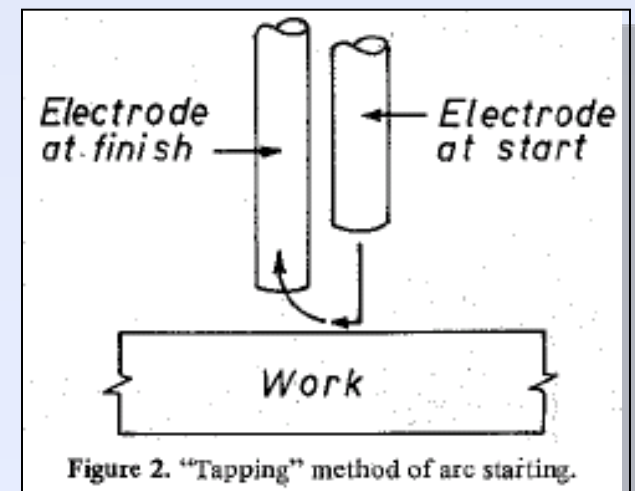 Electrode
at finish
Electrode
at start
Work
Figure 2. "Tapping" method of arc starting.